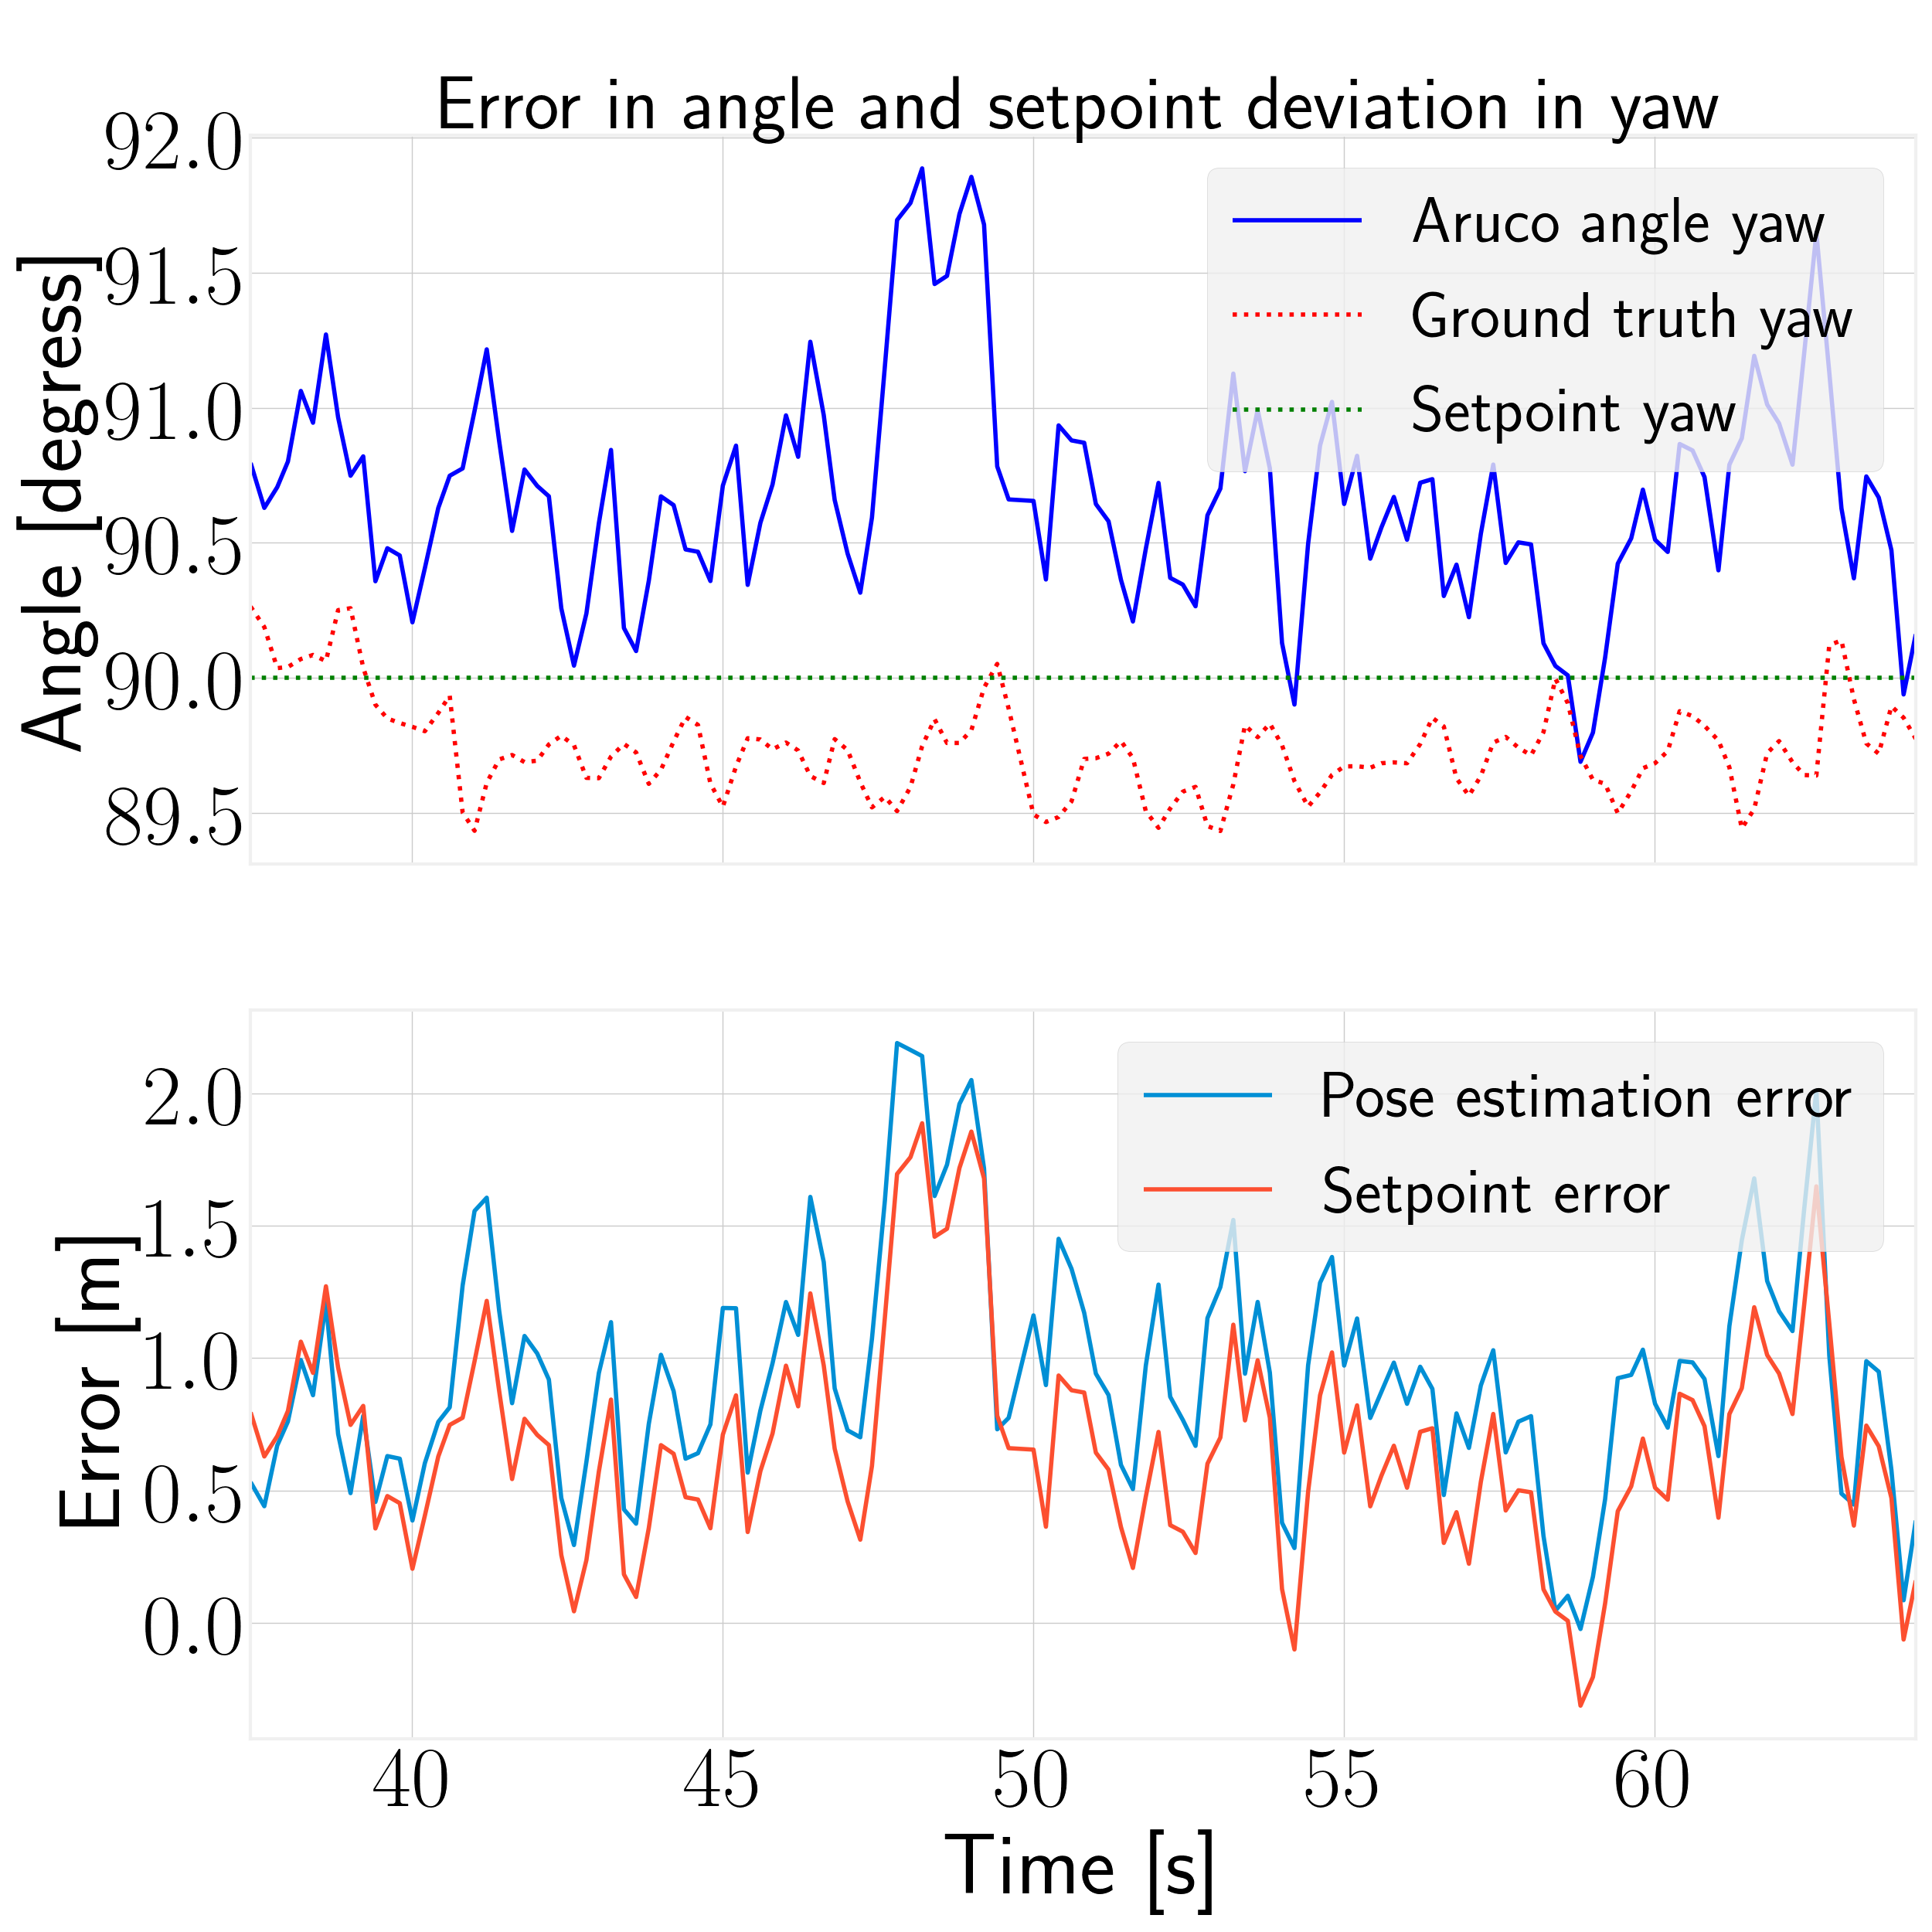 Error in angle and setpoint deviation in yaw
Angle [degress]
92.0
91.5
91.0
90.5
90.0
89.5
Aruco angle yaw
Ground truth yaw
Setpoint yaw
Error [m]
2.0
1.5
1.0
0.5
0.0
Pose estimation error
Setpoint error
40 45 50 55 60
Time [s]